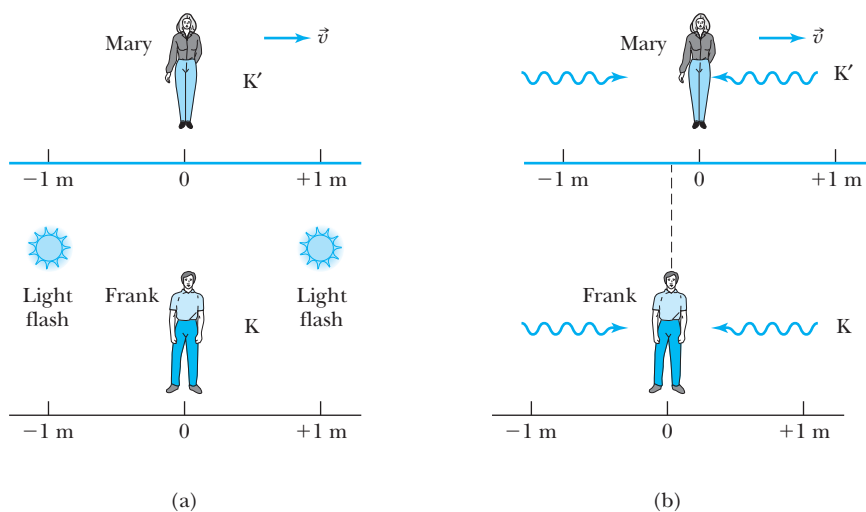 Mary
v
K′
−1 m 0 +1 m
Light flash
Frank
Light flash
K
−1 m 0 +1 m
(a)
Mary
v
K′
−1 m 0 +1 m
Frank
K
−1 m 0 +1 m
(b)